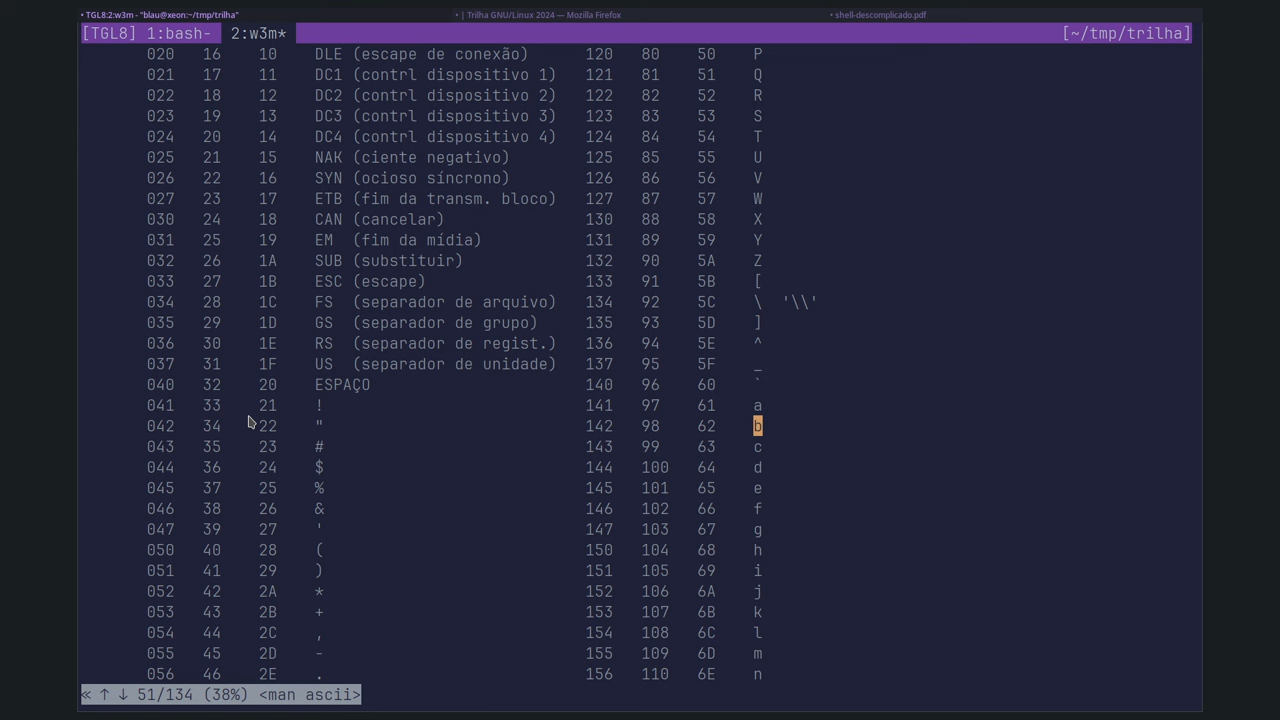 • TGL8:2:w3m - "blau@xeon:~/tmp/trilha" • | Trilha GNU/Linux 2024 — Mozilla Firefox • shell-descomplicado.pdf
[TGL8] 1:bash- 2:w3m* [~/tmp/trilha]
020 16 10 DLE (escape de conexão) 120 80 50 P
021 17 11 DC1 (contrl dispositivo 1) 121 81 51 Q
022 18 12 DC2 (contrl dispositivo 2) 122 82 52 R
023 19 13 DC3 (contrl dispositivo 3) 123 83 53 S
024 20 14 DC4 (contrl dispositivo 4) 124 84 54 T
025 21 15 NAK (ciente negativo) 125 85 55 U
026 22 16 SYN (ocioso síncrono) 126 86 56 V
027 23 17 ETB (fim da transm. bloco) 127 87 57 W
030 24 18 CAN (cancelar) 130 88 58 X
031 25 19 EM (fim da mídia) 131 89 59 Y
032 26 1A SUB (substituir) 132 90 5A Z
033 27 1B ESC (escape) 133 91 5B [
034 28 1C FS (separador de arquivo) 134 92 5C \ '\\'
035 29 1D GS (separador de grupo) 135 93 5D ]
036 30 1E RS (separador de regist.) 136 94 5E ^
037 31 1F US (separador de unidade) 137 95 5F _
040 32 20 ESPAÇO 140 96 60 `
041 33 21 ! 141 97 61 a
042 34 22 " 142 98 62 b
043 35 23 # 143 99 63 c
044 36 24 $ 144 100 64 d
045 37 25 % 145 101 65 e
046 38 26 & 146 102 66 f
047 39 27 ' 147 103 67 g
050 40 28 ( 150 104 68 h
051 41 29 ) 151 105 69 i
052 42 2A * 152 106 6A j
053 43 2B + 153 107 6B k
054 44 2C , 154 108 6C l
055 45 2D - 155 109 6D m
056 46 2E . 156 110 6E n
« ↑ ↓ 51/134 (38%) <man ascii>